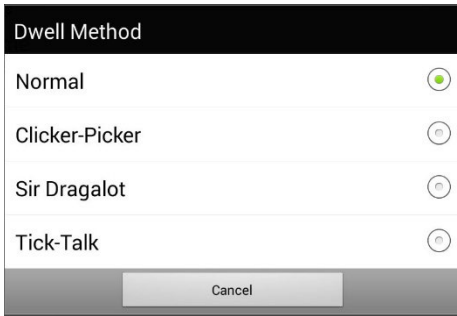 Dwell Method
Normal
Clicker-Picker
Sir Dragalot
Tick-Talk
Cancel